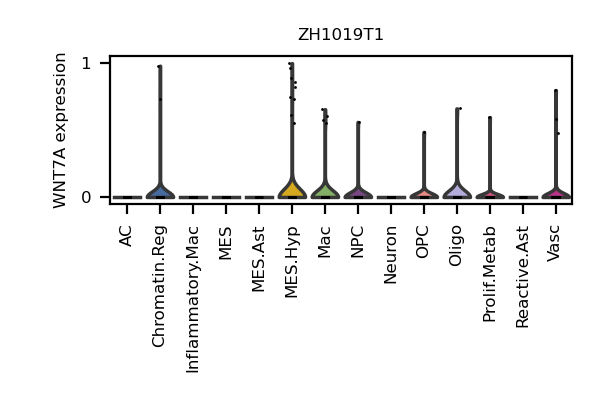 ZH1019T1
WNT7A expression
1
0
AC
Chromatin.Reg
Inflammatory.Mac
MES
MES.Ast
MES.Hyp
Mac
NPC
Neuron
OPC
Oligo
Prolif.Metab
Reactive.Ast
Vasc